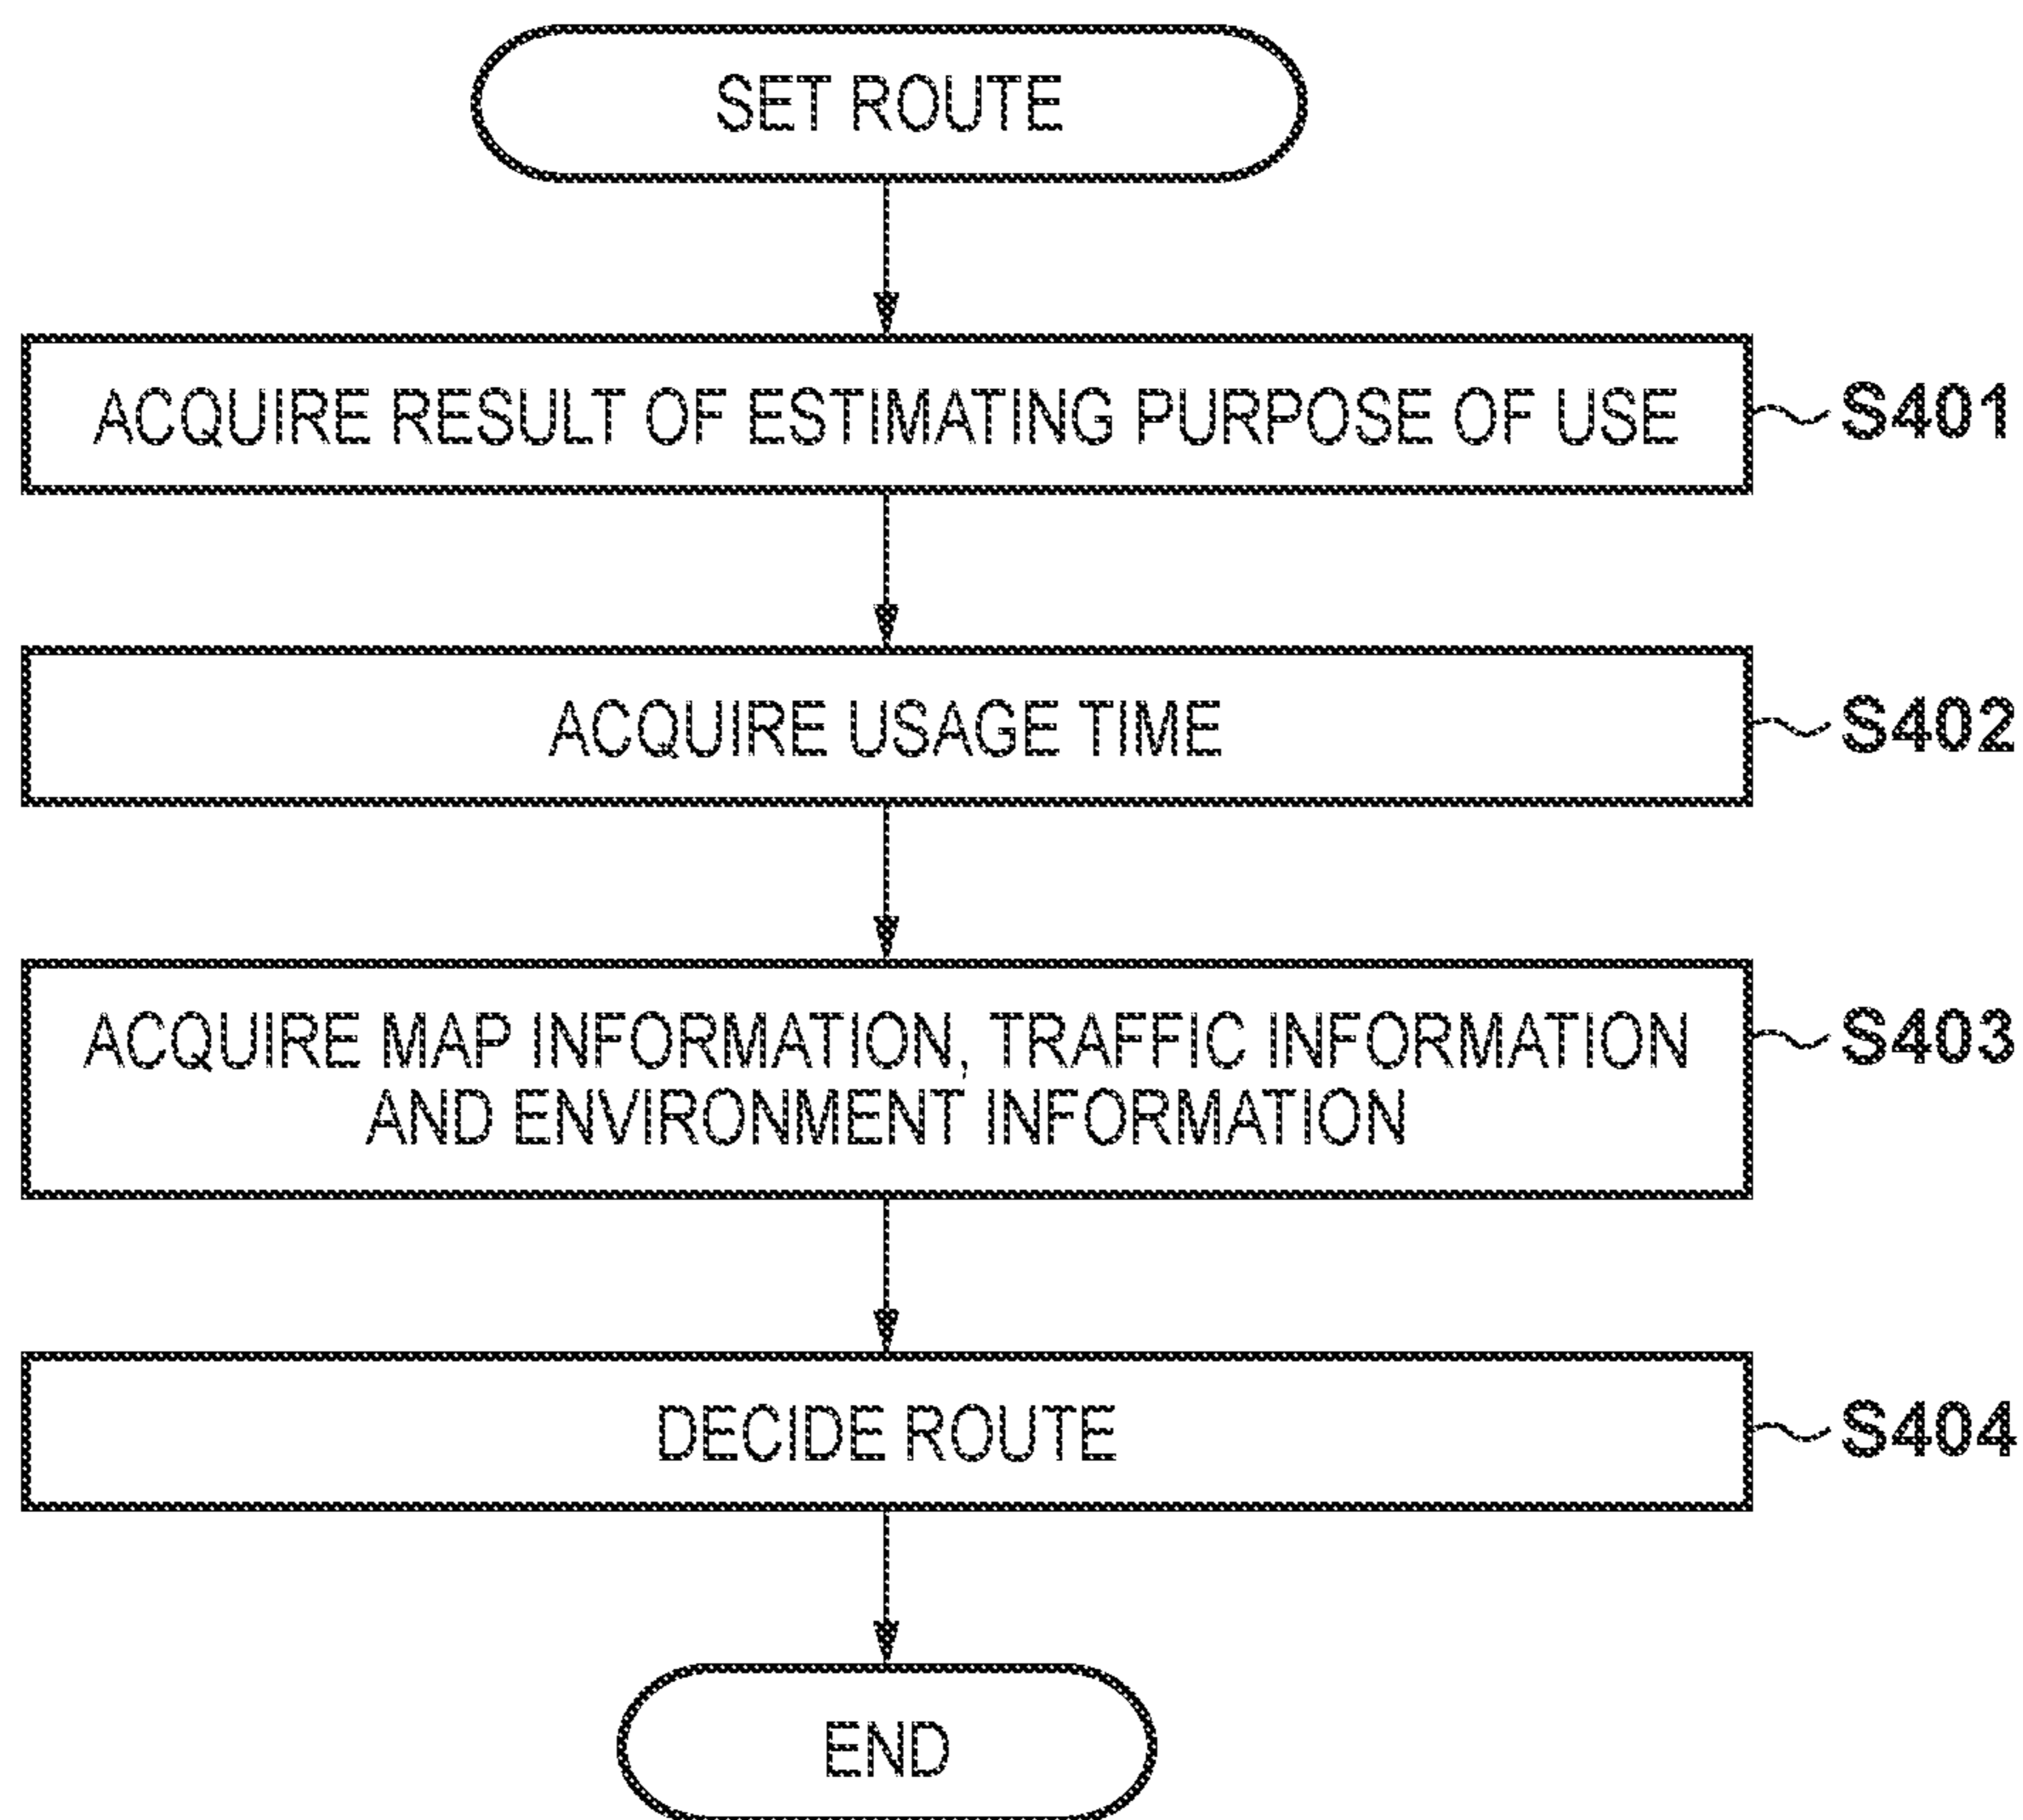 SET ROUTE
ACQUIRE RESULT OF ESTIMATING PURPOSE OF USE
S401
ACQUIRE USAGE TIME
S402
ACQUIRE MAP INFORMATION, TRAFFIC INFORMATION
AND ENVIRONMENT INFORMATION
S403
DECIDE ROUTE
S404
END